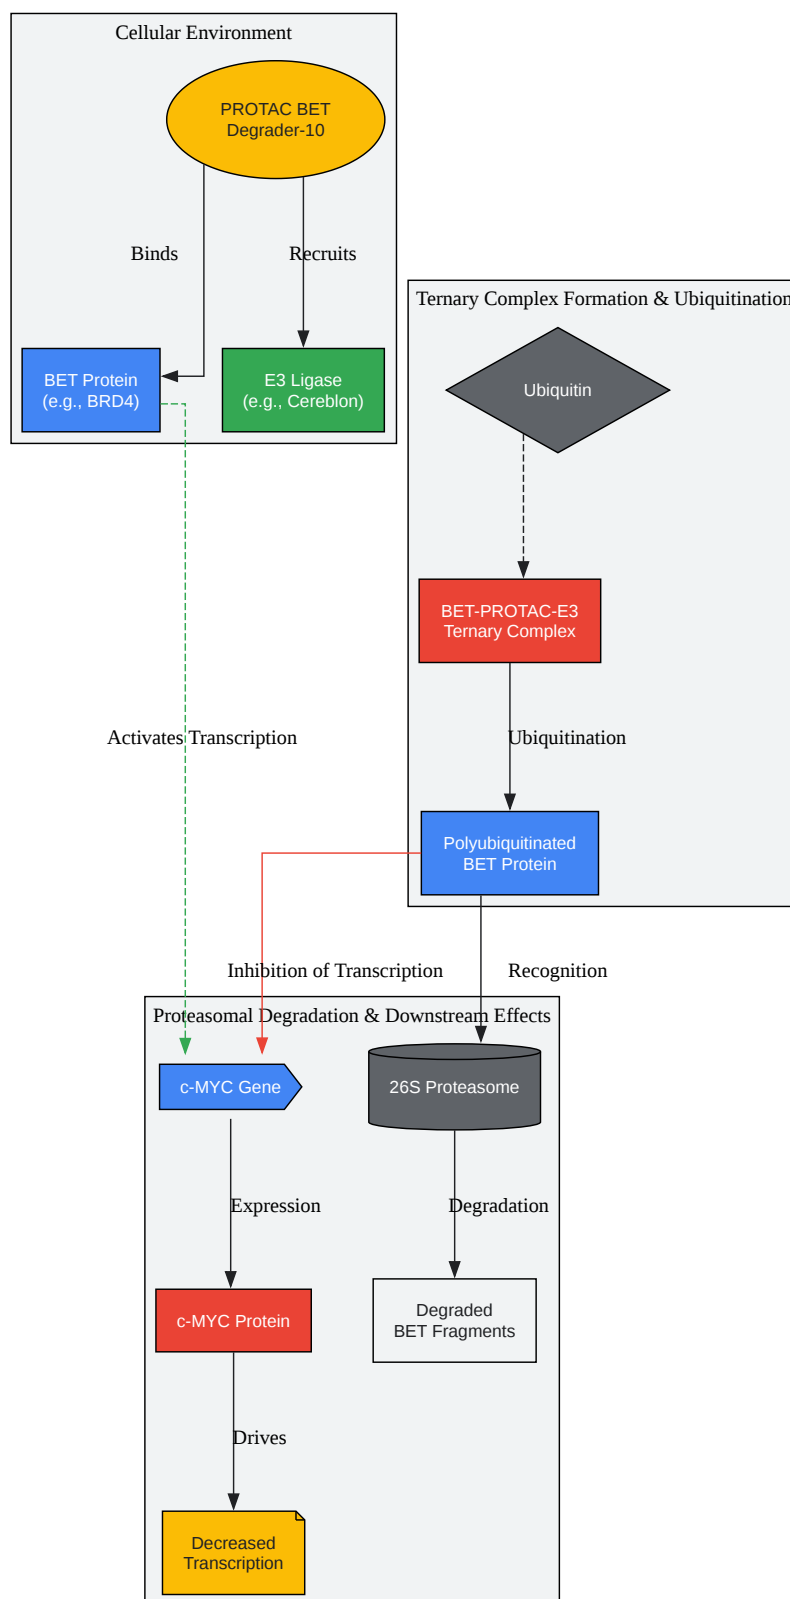 Cellular Environment
PROTAC BET
Degrader-10
Binds
Recruits
BET Protein
(e.g., BRD4)
E3 Ligase
(e.g., Cereblon)
Ternary Complex Formation & Ubiquitination
Ubiquitin
BET-PROTAC-E3
Ternary Complex
Activates Transcription
Ubiquitination
Polyubiquitinated
BET Protein
Inhibition of Transcription
Recognition
Proteasomal Degradation & Downstream Effects
c-MYC Gene
26S Proteasome
Expression
Degradation
c-MYC Protein
Degraded
BET Fragments
Drives
Decreased
Transcription